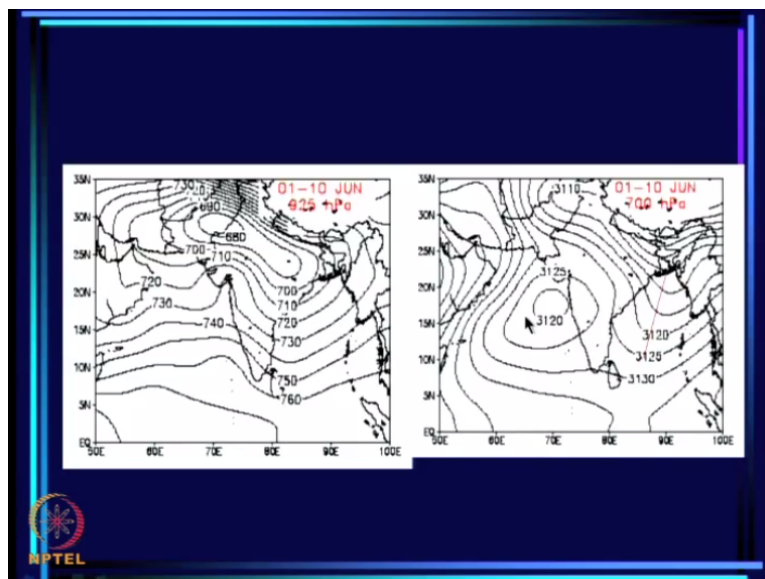 35N
30N
25N
20N
15N
10N
5N
EQ
50E 60E 70E 80E 90E 100E
01-10 JUN
925 hPa
730
690
680
700
710
720
730
740
700
710
720
730
750
760
35N
30N
25N
20N
15N
10N
5N
EQ
50E 60E 70E 80E 90E 100E
01-10 JUN
700 hPa
3110
3125
3120
3120
3125
3130
NPTEL